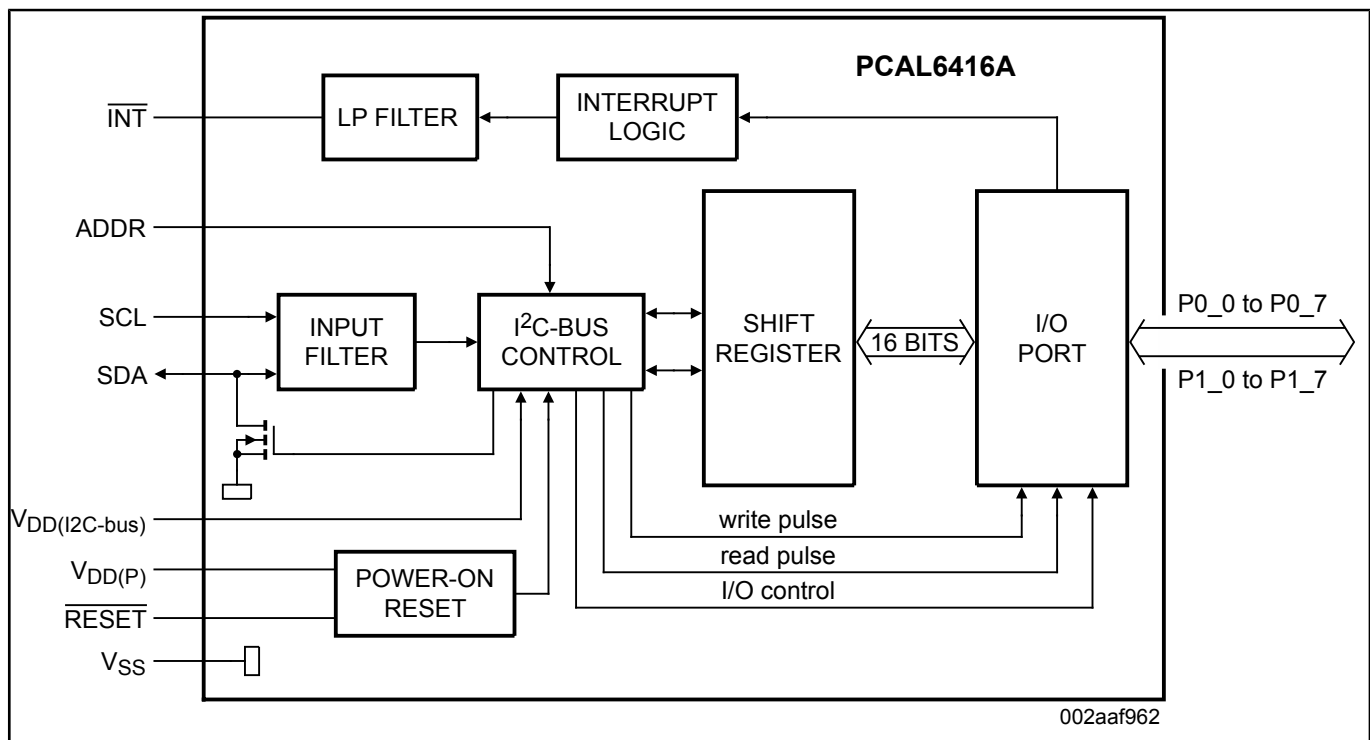 PCAL6416A
INT
LP FILTER
INTERRUPT
LOGIC
ADDR
SCL
SDA
INPUT
FILTER
I²C-BUS
CONTROL
SHIFT
REGISTER
16 BITS
I/O
PORT
P0_0 to P0_7
P1_0 to P1_7
VDD(I2C-bus)
write pulse
read pulse
I/O control
VDD(P)
RESET
POWER-ON
RESET
VSS
002aaf962